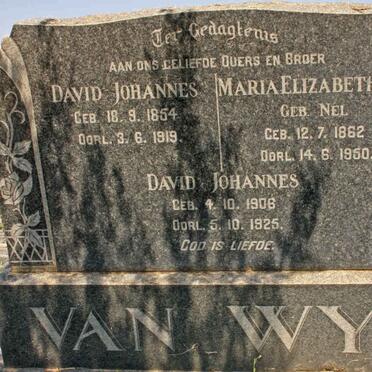 Ter Gedagtenis
AAN ONS GELIEFDE OUERS EN BROER
DAVID JOHANNES
GEB. 18. 9. 1854
OORL. 3. 6. 1919.
MARIA ELIZABETH
GEB. NEL
GEB. 12. 7. 1862
OORL. 14. 6. 1950.
DAVID JOHANNES
GEB. 4. 10. 1906
OORL. 5. 10. 1925.
GOD IS LIEFDE.
VAN WY